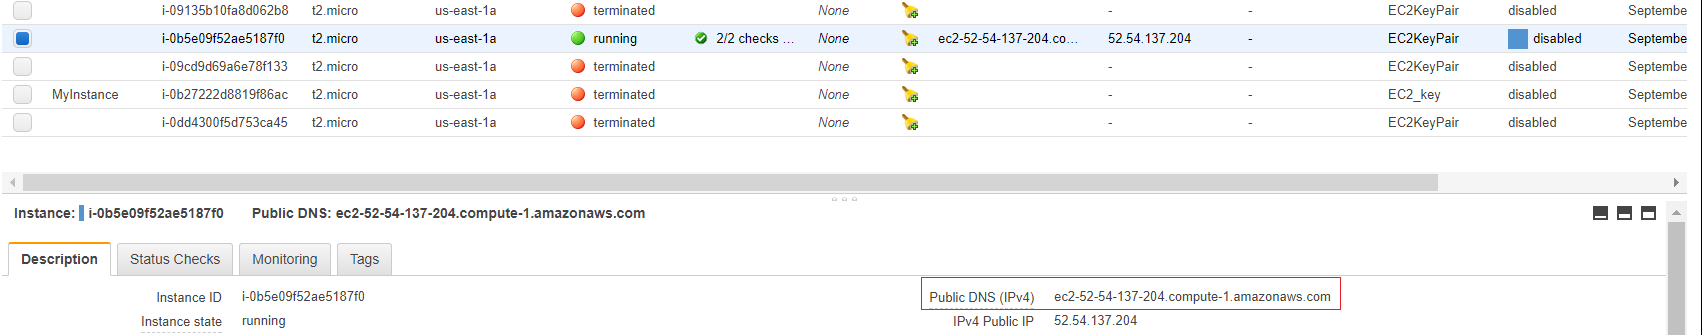 i-09135b10fa8d062b8 t2.micro us-east-1a terminated None - - EC2KeyPair disabled Septembe
i-0b5e09f52ae5187f0 t2.micro us-east-1a running 2/2 checks ... None ec2-52-54-137-204.co... 52.54.137.204 - EC2KeyPair disabled Septembe
i-09cd9d69a6e78f133 t2.micro us-east-1a terminated None - - EC2KeyPair disabled Septembe
MyInstance i-0b27222d8819f86ac t2.micro us-east-1a terminated None - - EC2_key disabled Septembe
i-0dd4300f5d753ca45 t2.micro us-east-1a terminated None - - EC2KeyPair disabled Septembe
Instance: i-0b5e09f52ae5187f0 Public DNS: ec2-52-54-137-204.compute-1.amazonaws.com
Description Status Checks Monitoring Tags
Instance ID i-0b5e09f52ae5187f0 Public DNS (IPv4) ec2-52-54-137-204.compute-1.amazonaws.com
Instance state running IPv4 Public IP 52.54.137.204